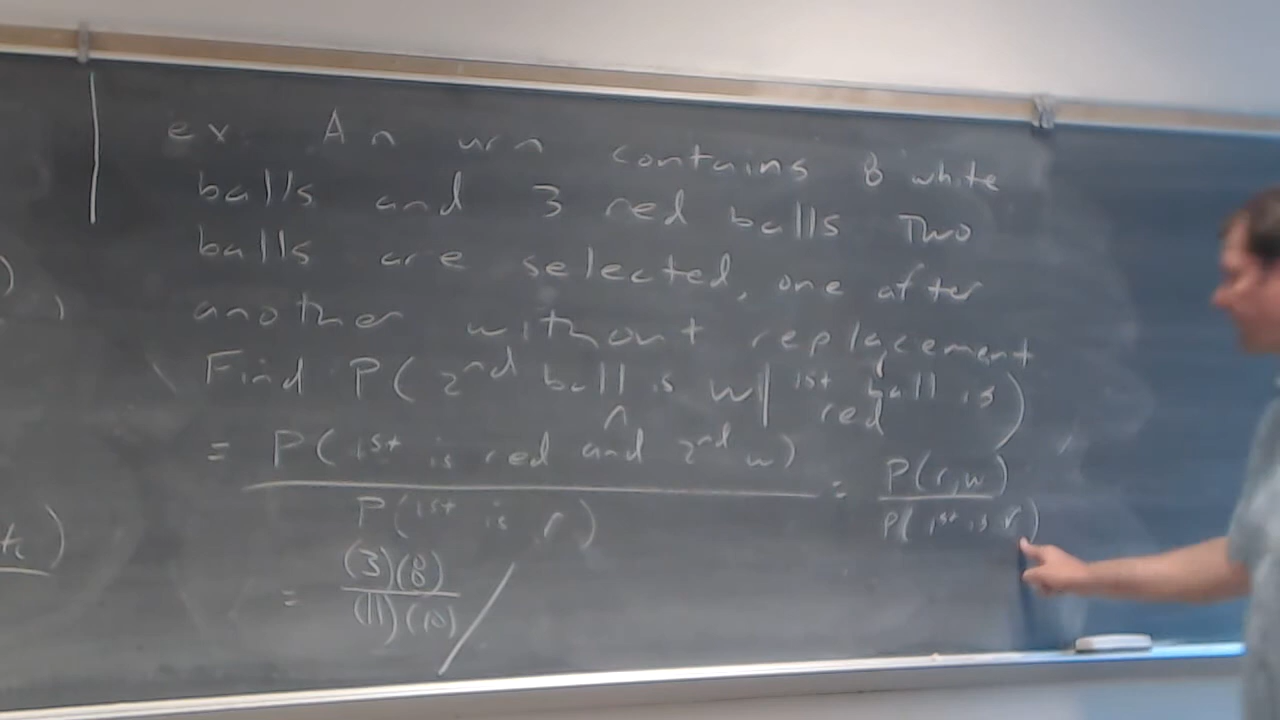 ex. An urn contains 8 white
balls and 3 red balls Two
balls are selected, one after
another without replacement
Find P( 2nd ball is w | 1st ball is red )
= P(1st is red and 2nd w) / P(1st is r) = P(r,w) / P(1st is r)
= (3)(8) / (11)(10) /